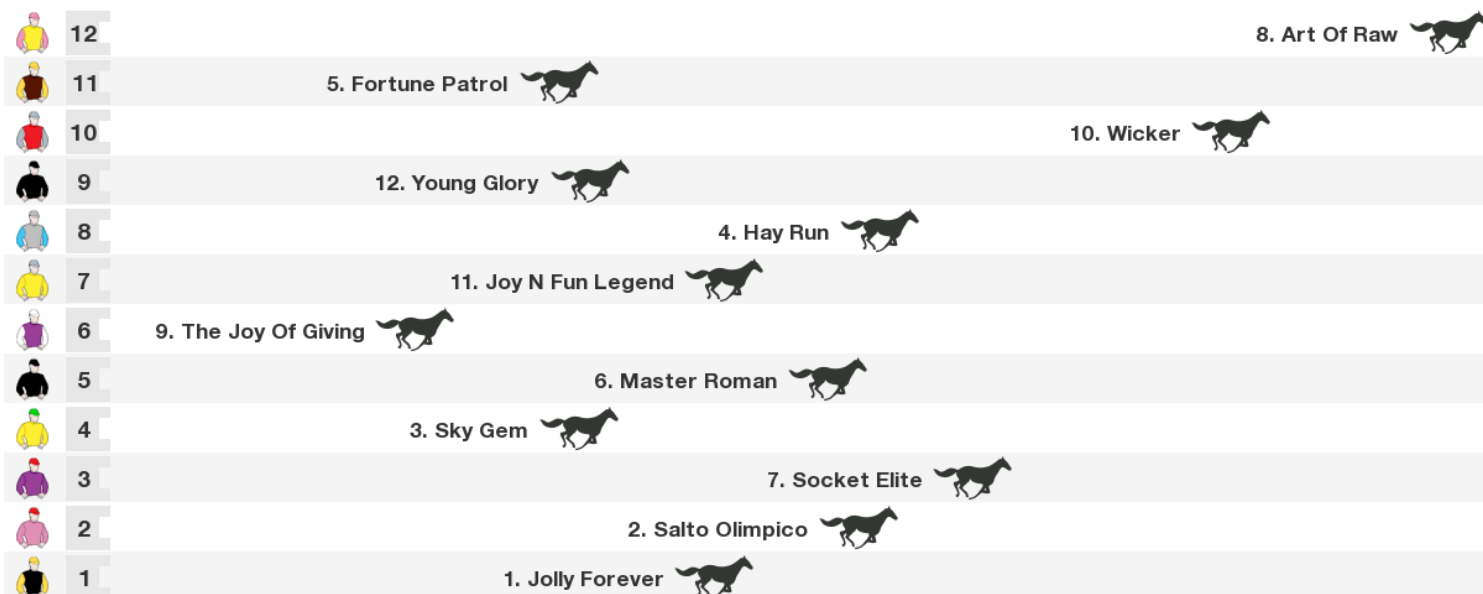 12 8. Art Of Raw
11 5. Fortune Patrol
10 10. Wicker
9 12. Young Glory
8 4. Hay Run
7 11. Joy N Fun Legend
6 9. The Joy Of Giving
5 6. Master Roman
4 3. Sky Gem
3 7. Socket Elite
2 2. Salto Olimpico
1 1. Jolly Forever